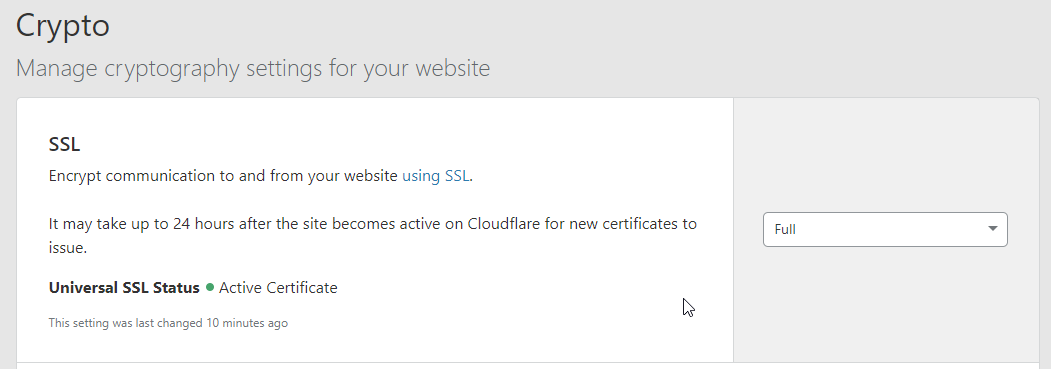 Crypto
Manage cryptography settings for your website
SSL
Encrypt communication to and from your website using SSL.
It may take up to 24 hours after the site becomes active on Cloudflare for new certificates to
issue.
Full
Universal SSL Status Active Certificate
This setting was last changed 10 minutes ago